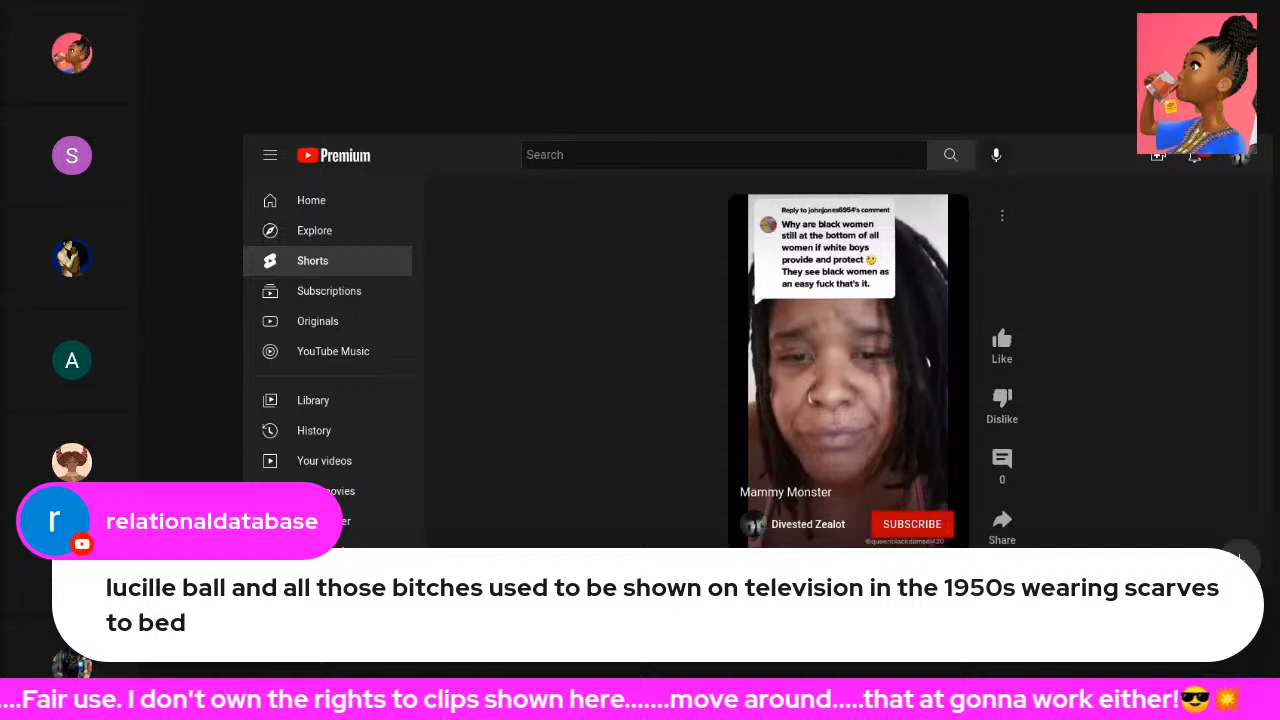 S
Premium
Search
Home
Explore
Shorts
Subscriptions
Originals
YouTube Music
Library
History
Your videos
Reply to johnjones6954's comment
Why are black women
still at the bottom of all
women if white boys
provide and protect 🤔
They see black women as
an easy fuck that's it.
Like
Dislike
0
Share
A
Mammy Monster
Divested Zealot
SUBSCRIBE
@queenblackdamsel420
r
relationaldatabase
lucille ball and all those bitches used to be shown on television in the 1950s wearing scarves
to bed
....Fair use. I don't own the rights to clips shown here.......move around.....that at gonna work either!😎💥